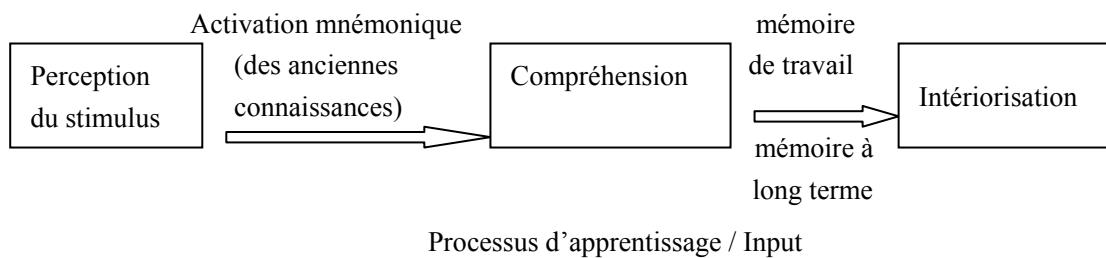 Perception
du stimulus
Activation mnémonique
(des anciennes
connaissances)
Compréhension
mémoire
de travail
mémoire à
long terme
Intériorisation
Processus d’apprentissage / Input